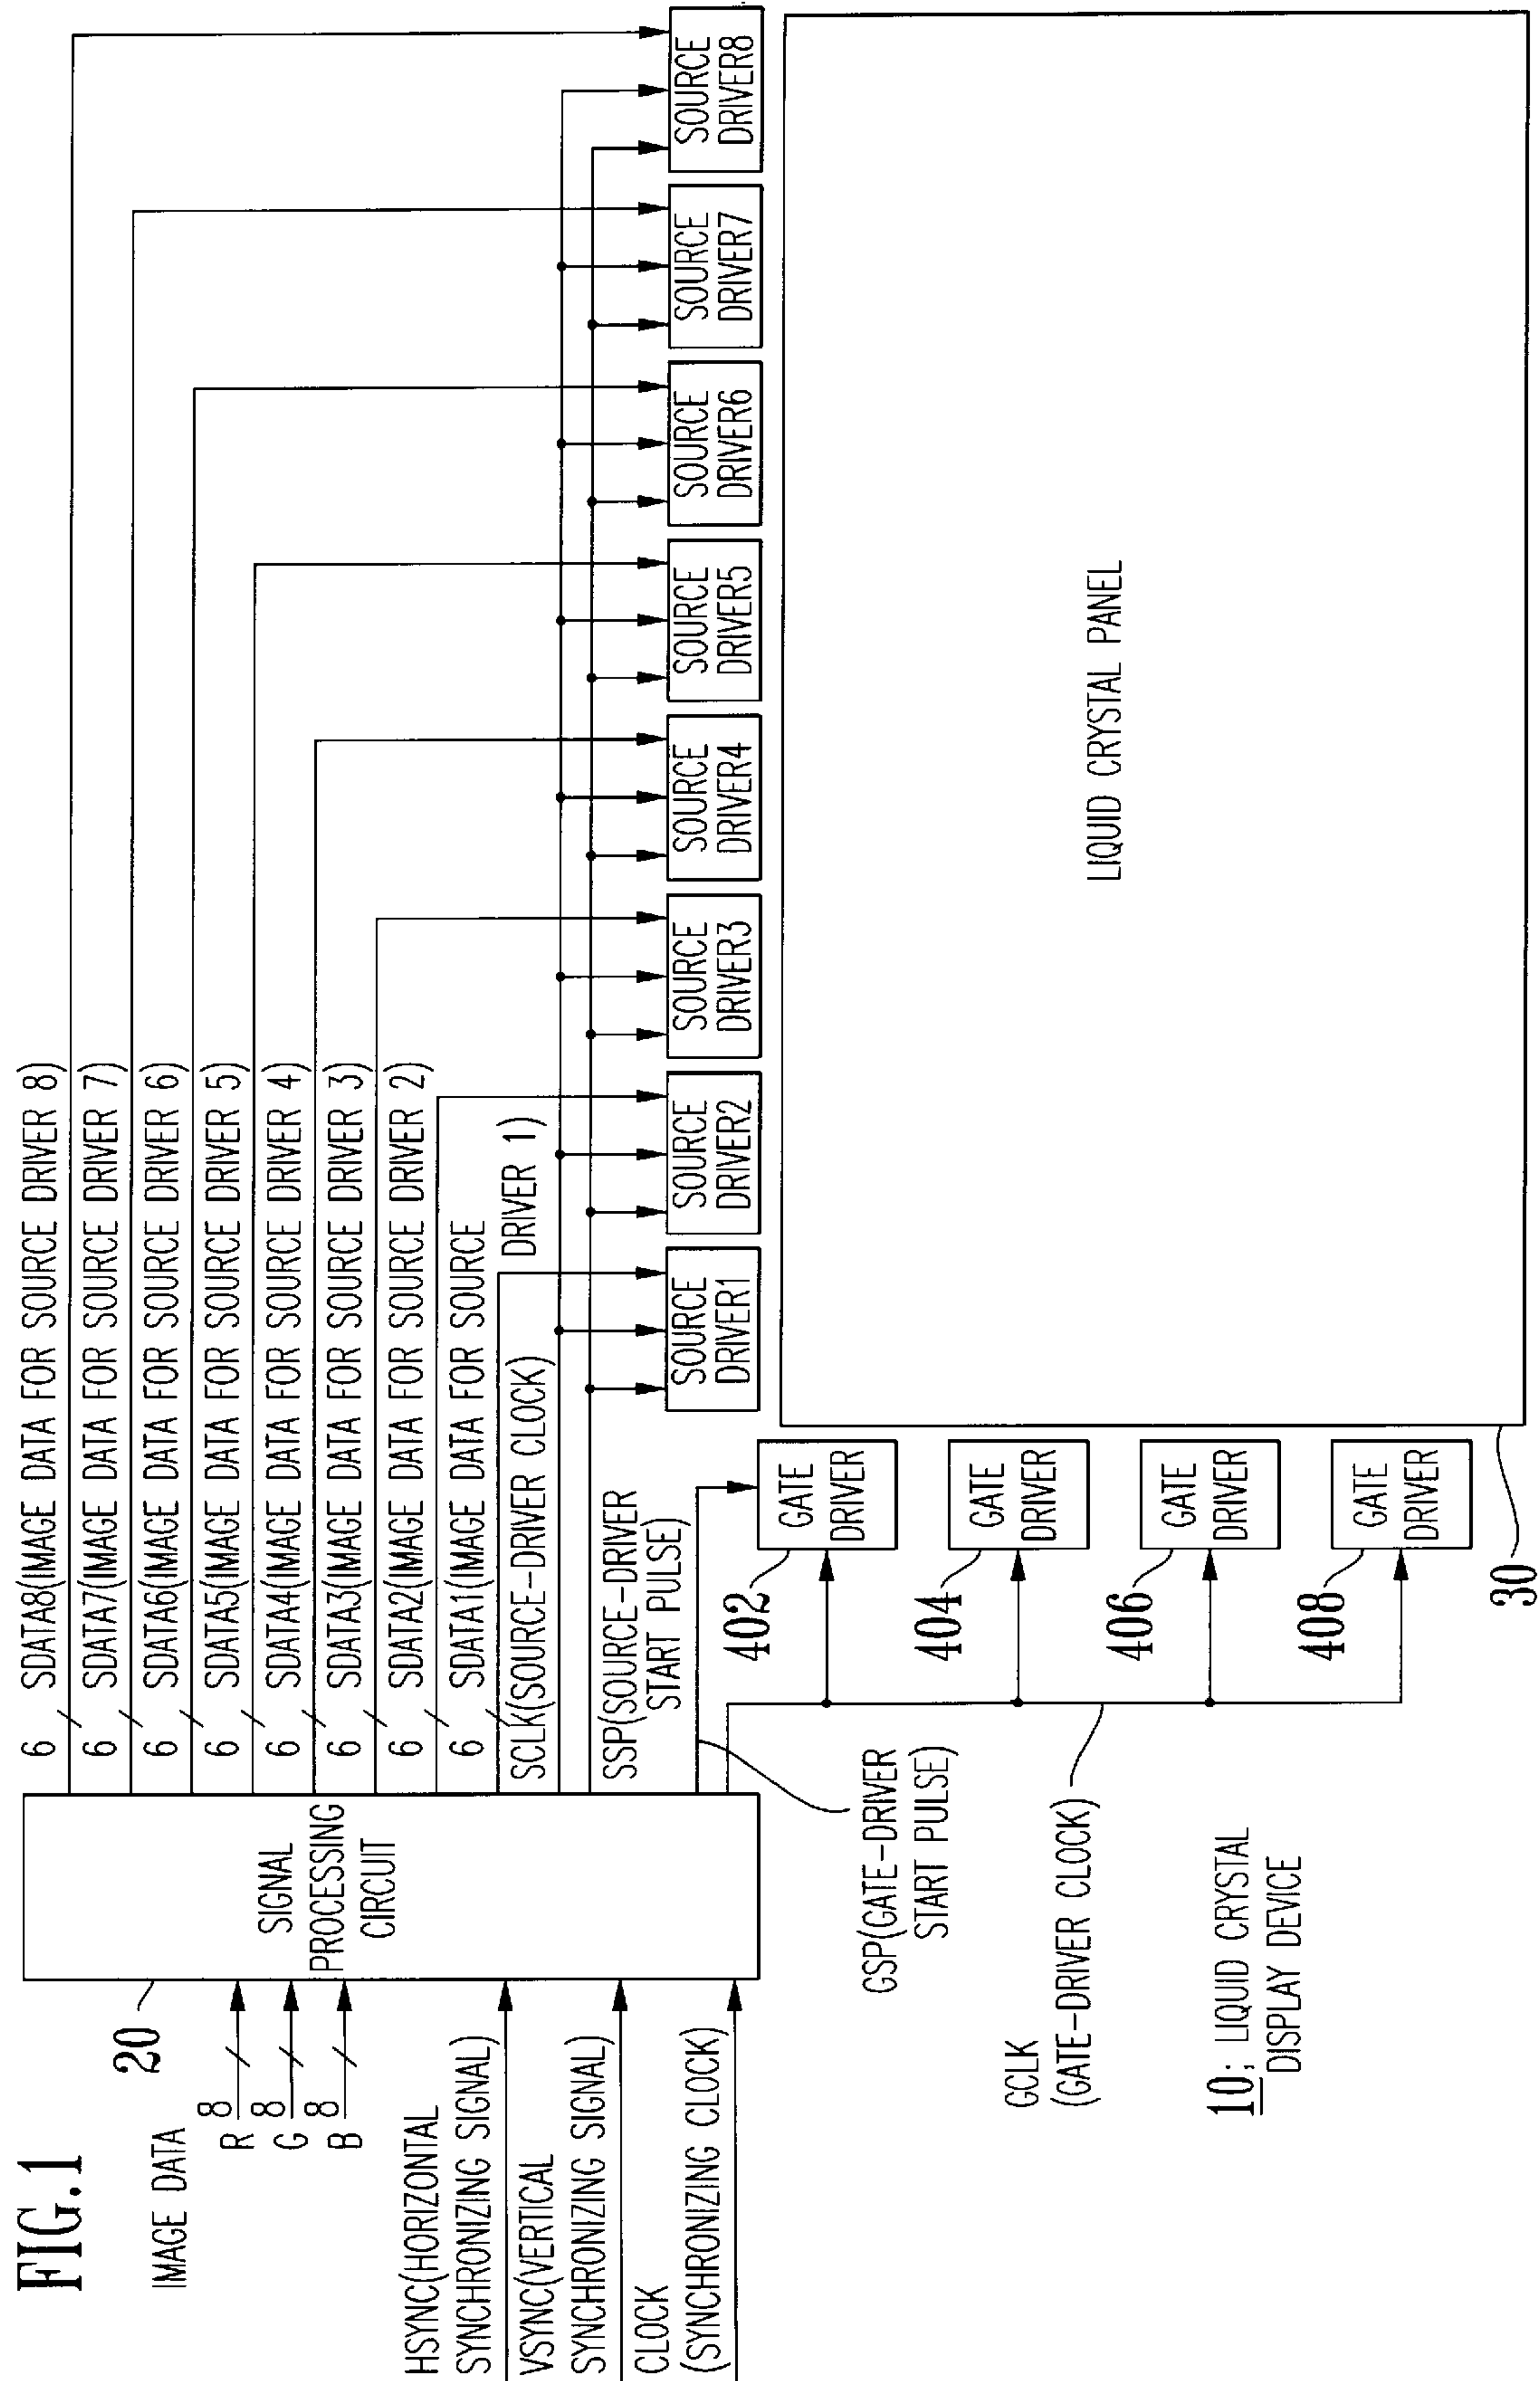 FIG.1
IMAGE DATA
R 8
G 8
B 8
HSYNC(HORIZONTAL
SYNCHRONIZING SIGNAL)
VSYNC(VERTICAL
SYNCHRONIZING SIGNAL)
CLOCK
(SYNCHRONIZING CLOCK)
20
SIGNAL
PROCESSING
CIRCUIT
6 SDATA8(IMAGE DATA FOR SOURCE DRIVER 8)
6 SDATA7(IMAGE DATA FOR SOURCE DRIVER 7)
6 SDATA6(IMAGE DATA FOR SOURCE DRIVER 6)
6 SDATA5(IMAGE DATA FOR SOURCE DRIVER 5)
6 SDATA4(IMAGE DATA FOR SOURCE DRIVER 4)
6 SDATA3(IMAGE DATA FOR SOURCE DRIVER 3)
6 SDATA2(IMAGE DATA FOR SOURCE DRIVER 2)
6 SDATA1(IMAGE DATA FOR SOURCE
DRIVER 1)
SCLK(SOURCE-DRIVER CLOCK)
SSP(SOURCE-DRIVER
START PULSE)
SOURCE
DRIVER1
SOURCE
DRIVER2
SOURCE
DRIVER3
SOURCE
DRIVER4
SOURCE
DRIVER5
SOURCE
DRIVER6
SOURCE
DRIVER7
SOURCE
DRIVER8
GSP(GATE-DRIVER
START PULSE)
GCLK
(GATE-DRIVER CLOCK)
402
GATE
DRIVER
404
GATE
DRIVER
406
GATE
DRIVER
408
GATE
DRIVER
LIQUID CRYSTAL PANEL
30
10; LIQUID CRYSTAL
DISPLAY DEVICE